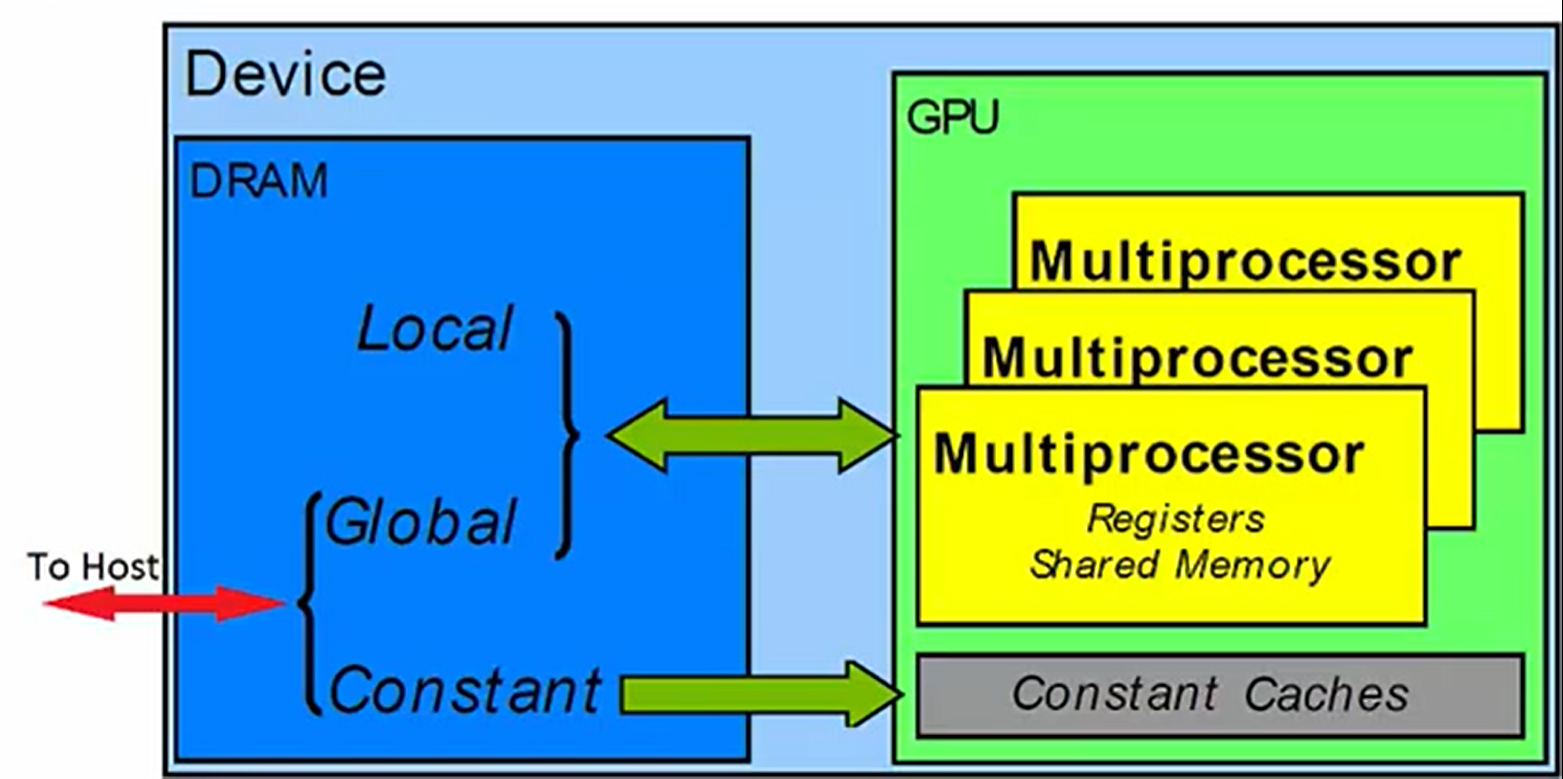 Device
DRAM
Local
Global
Constant
To Host
GPU
Multiprocessor
Multiprocessor
Multiprocessor
Registers
Shared Memory
Constant Caches